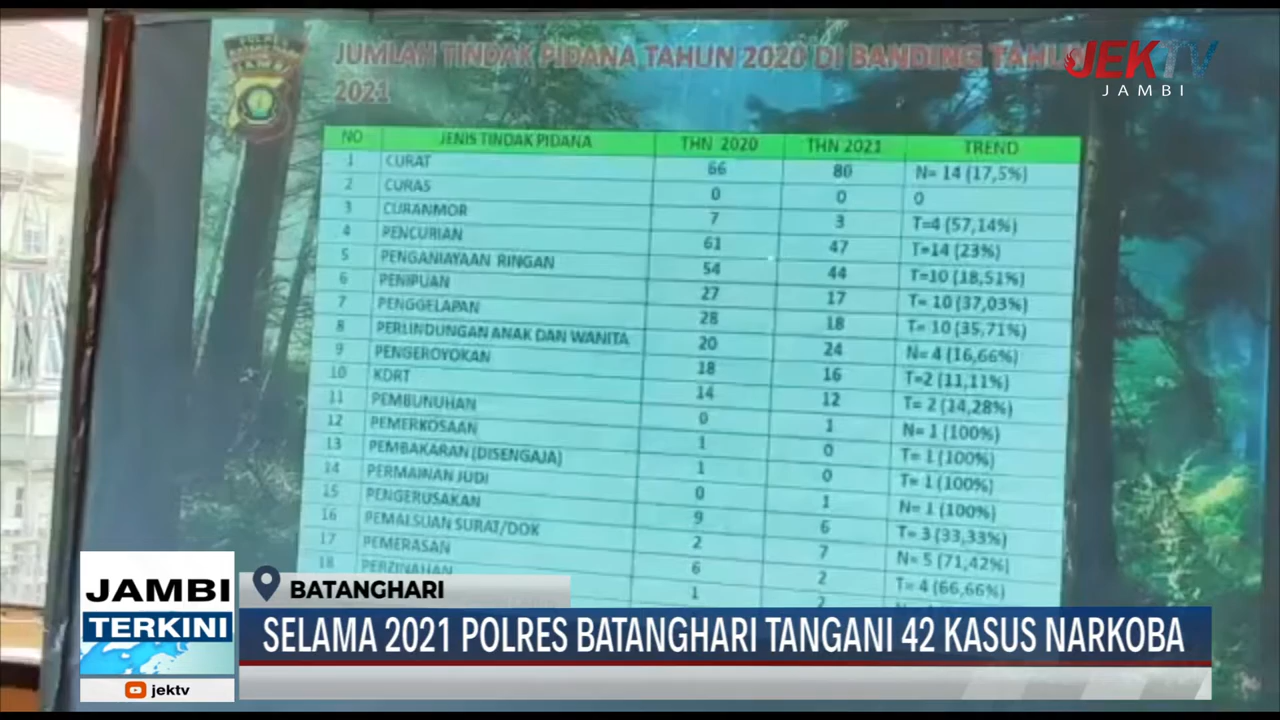 JUMLAH TINDAK PIDANA TAHUN 2020 DI BANDING TAHUN
2021
JEKTV
JAMBI
NO JENIS TINDAK PIDANA THN 2020 THN 2021 TREND
1 CURAT 66 80 N= 14 (17,5%)
2 CURAS 0 0 0
3 CURANMOR 7 3 T=4 (57,14%)
4 PENCURIAN 61 47 T=14 (23%)
5 PENGANIAYAAN RINGAN 54 44 T=10 (18,51%)
6 PENIPUAN 27 17 T= 10 (37,03%)
7 PENGGELAPAN 28 18 T= 10 (35,71%)
8 PERLINDUNGAN ANAK DAN WANITA 20 24 N= 4 (16,66%)
9 PENGEROYOKAN 18 16 T=2 (11,11%)
10 KDRT 14 12 T= 2 (14,28%)
11 PEMBUNUHAN 0 1 N= 1 (100%)
12 PEMERKOSAAN 1 0 T= 1 (100%)
13 PEMBAKARAN (DISENGAJA) 1 0 T= 1 (100%)
14 PERMAINAN JUDI 0 1 N= 1 (100%)
15 PENGERUSAKAN 9 6 T= 3 (33,33%)
16 PEMALSUAN SURAT/DOK 2 7 N= 5 (71,42%)
17 PEMERASAN 6 2 T= 4 (66,66%)
18 PERZINAHAN 1 2
JAMBI
TERKINI
jektv
BATANGHARI
SELAMA 2021 POLRES BATANGHARI TANGANI 42 KASUS NARKOBA